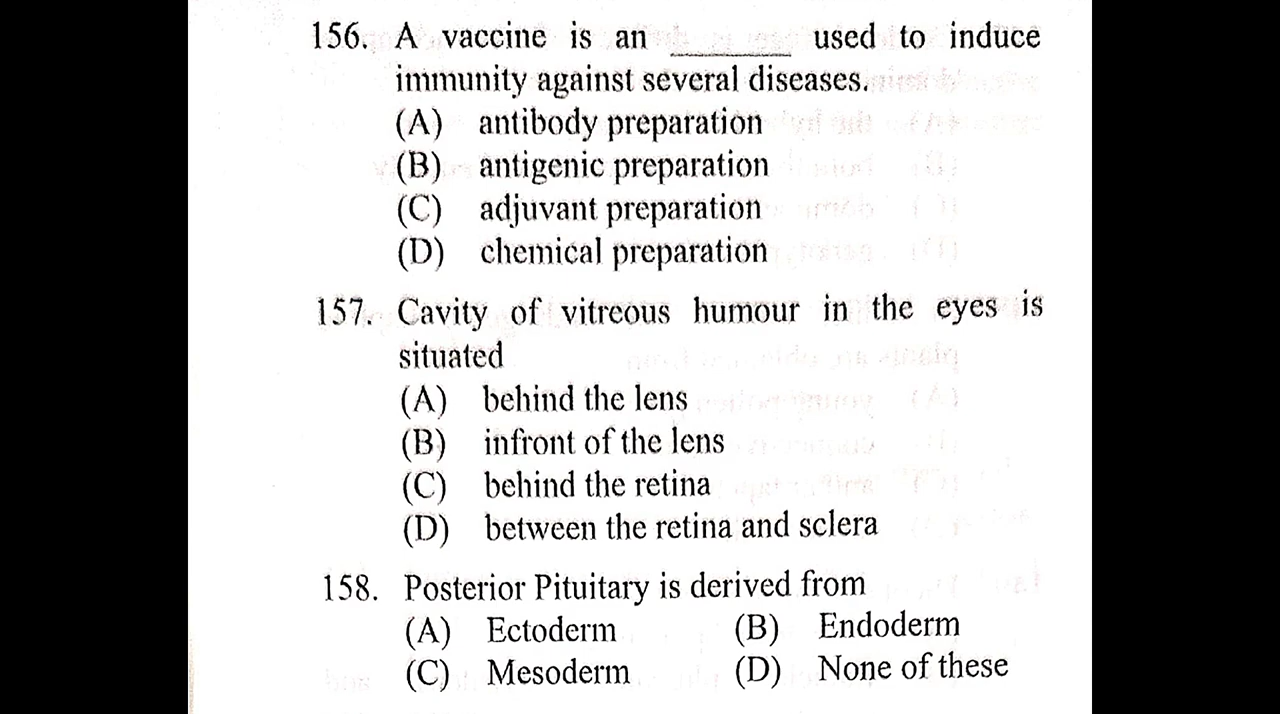 156. A vaccine is an ________ used to induce
immunity against several diseases.
(A) antibody preparation
(B) antigenic preparation
(C) adjuvant preparation
(D) chemical preparation
157. Cavity of vitreous humour in the eyes is
situated
(A) behind the lens
(B) infront of the lens
(C) behind the retina
(D) between the retina and sclera
158. Posterior Pituitary is derived from
(A) Ectoderm (B) Endoderm
(C) Mesoderm (D) None of these